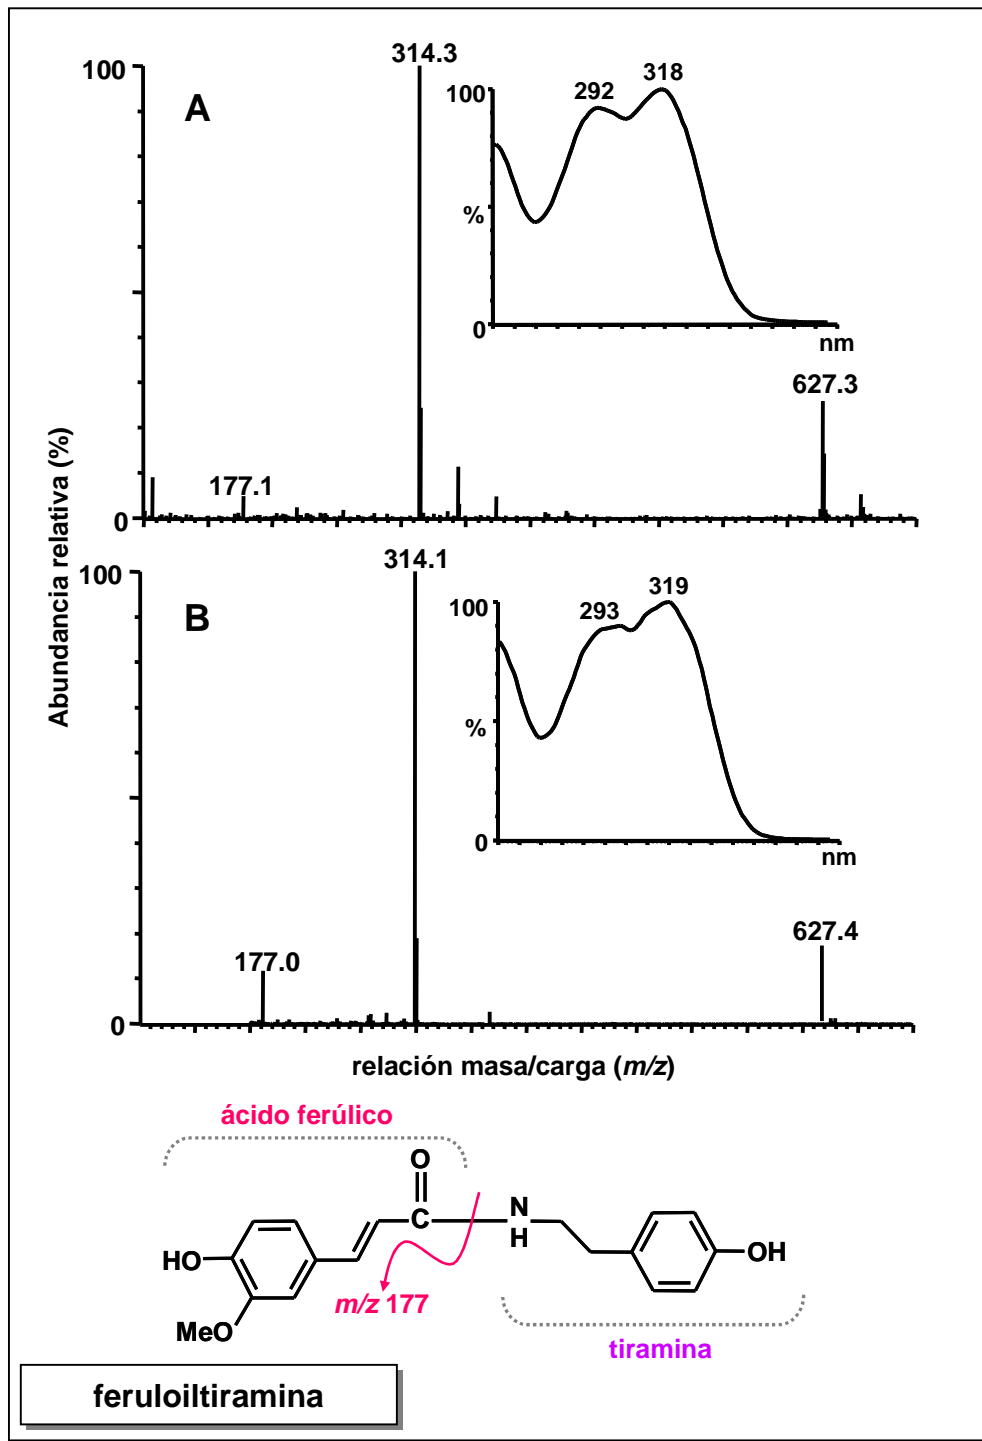 314.3
100
A
318
292
100
%
0
nm
627.3
177.1
0
Abundancia relativa (%)
314.1
100
B
319
293
100
%
0
nm
627.4
177.0
0
relación masa/carga (m/z)
ácido ferúlico
O
C
N
H
HO
OH
MeO
m/z 177
tiramina
feruloiltiramina